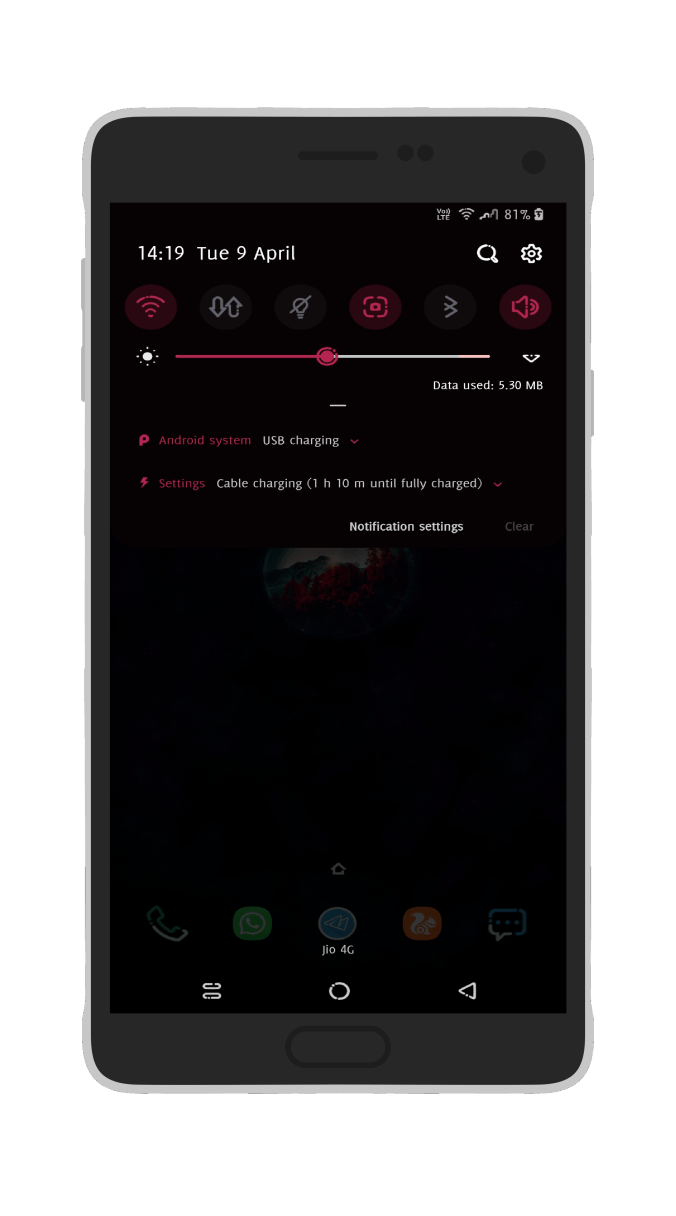 Vo)) LTE 81%
14:19 Tue 9 April
Data used: 5.30 MB
Android system USB charging
Settings Cable charging (1 h 10 m until fully charged)
Notification settings Clear
Jio 4G